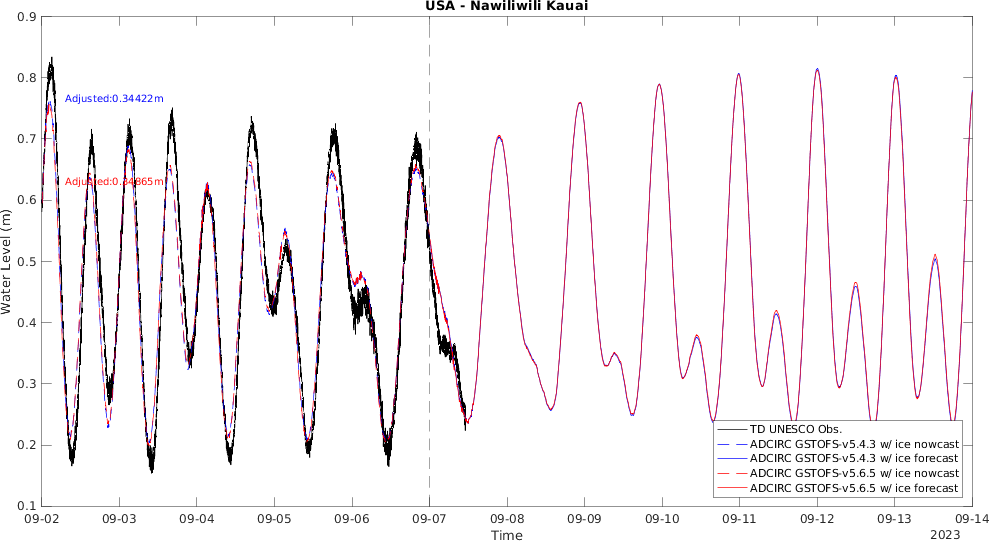 USA - Nawiliwili Kauai
0.9
0.8
Adjusted:0.34422m
0.7
Adjusted:0.34865m
0.6
0.5
Water Level (m)
0.4
0.3
0.2
0.1
TD UNESCO Obs.
ADCIRC GSTOFS-v5.4.3 w/ ice nowcast
ADCIRC GSTOFS-v5.4.3 w/ ice forecast
ADCIRC GSTOFS-v5.6.5 w/ ice nowcast
ADCIRC GSTOFS-v5.6.5 w/ ice forecast
09-02 09-03 09-04 09-05 09-06 09-07 09-08 09-09 09-10 09-11 09-12 09-13 09-14
Time
2023